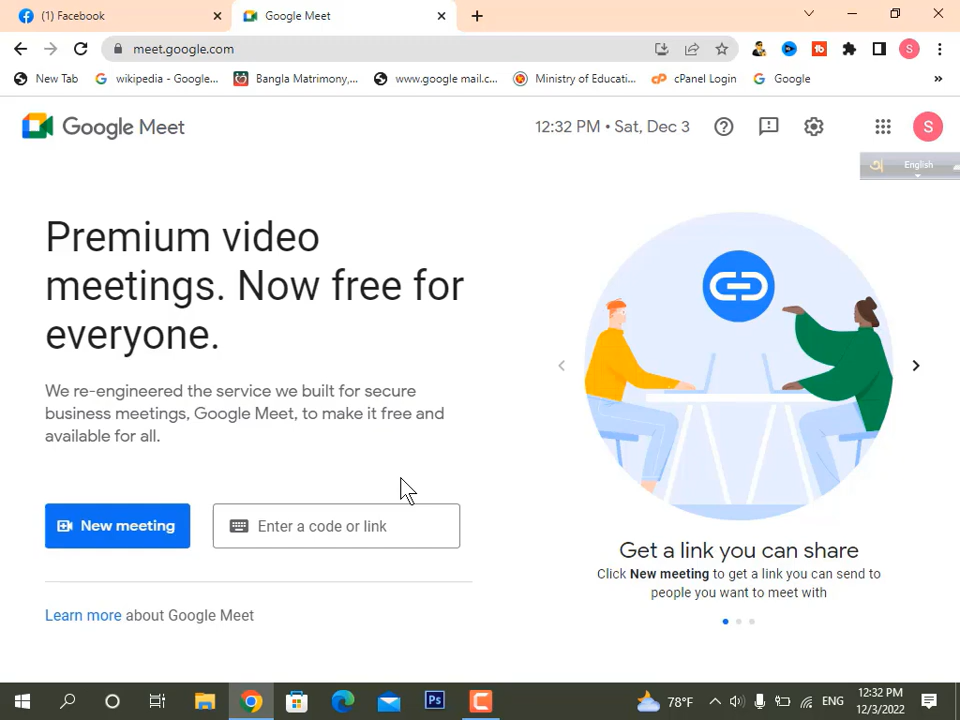 (1) Facebook
Google Meet
meet.google.com
S
New Tab
wikipedia - Google...
Bangla Matrimony,...
www.google mail.c...
Ministry of Educati...
cPanel Login
Google
»
Google Meet
12:32 PM • Sat, Dec 3
S
অ English
Premium video
meetings. Now free for
everyone.
We re-engineered the service we built for secure
business meetings, Google Meet, to make it free and
available for all.
New meeting
Enter a code or link
Learn more about Google Meet
Get a link you can share
Click New meeting to get a link you can send to
people you want to meet with
Ps
78°F
ENG
12:32 PM
12/3/2022